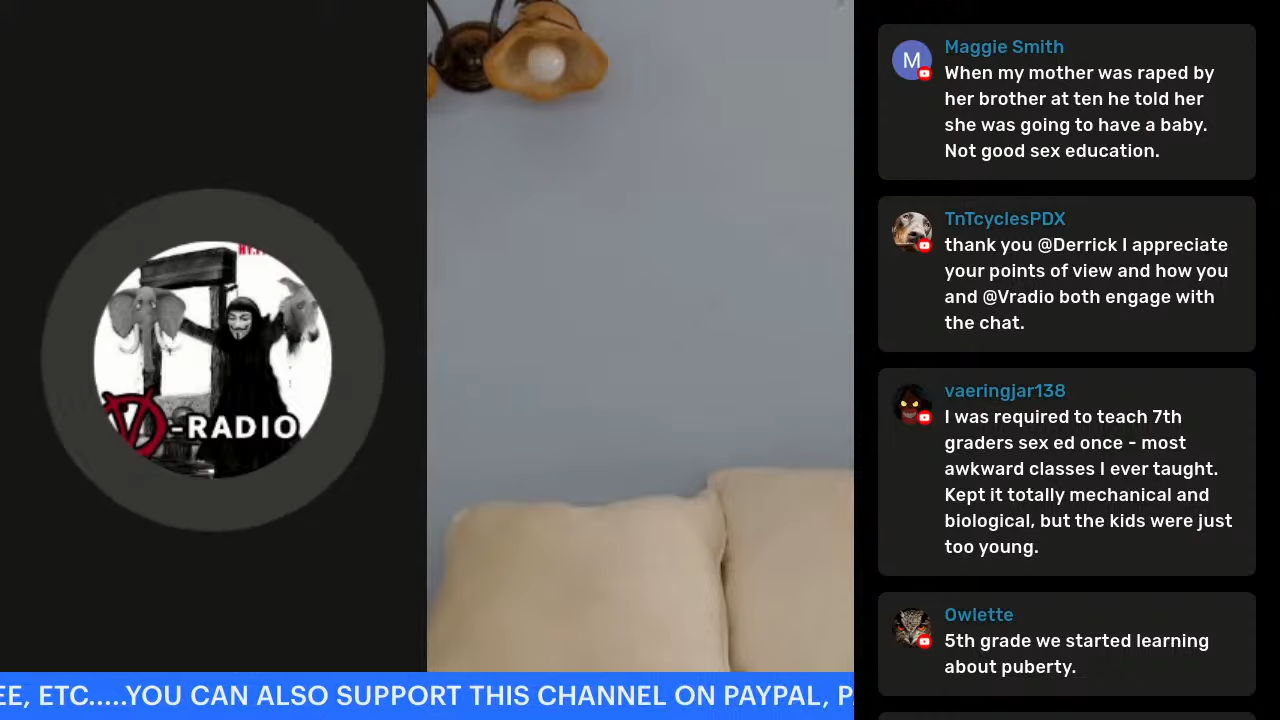 -RADIO
EE, ETC.....YOU CAN ALSO SUPPORT THIS CHANNEL ON PAYPAL, P
M
Maggie Smith
When my mother was raped by
her brother at ten he told her
she was going to have a baby.
Not good sex education.
TnTcyclesPDX
thank you @Derrick I appreciate
your points of view and how you
and @Vradio both engage with
the chat.
vaeringjar138
I was required to teach 7th
graders sex ed once - most
awkward classes I ever taught.
Kept it totally mechanical and
biological, but the kids were just
too young.
Owlette
5th grade we started learning
about puberty.